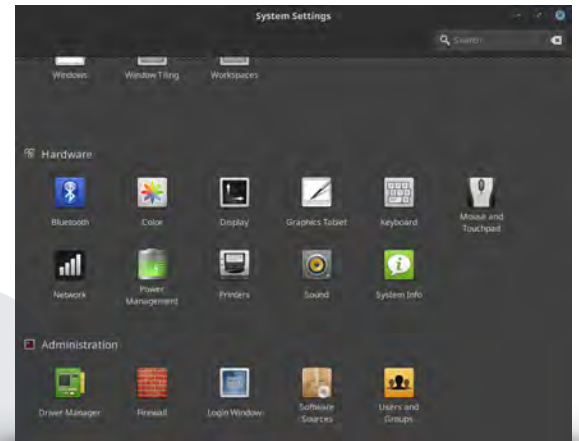 System Settings
Search
Windows
Window Tiling
Workspaces
Hardware
Bluetooth
Color
Display
Graphics Tablet
Keyboard
Mouse and
Touchpad
Network
Power
Management
Printers
Sound
System Info
Administration
Driver Manager
Firewall
Login Window
Software
Sources
Users and
Groups